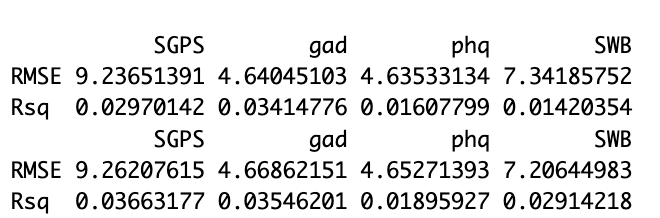 SGPS gad phq SWB
RMSE 9.23651391 4.64045103 4.63533134 7.34185752
Rsq 0.02970142 0.03414776 0.01607799 0.01420354
SGPS gad phq SWB
RMSE 9.26207615 4.66862151 4.65271393 7.20644983
Rsq 0.03663177 0.03546201 0.01895927 0.02914218